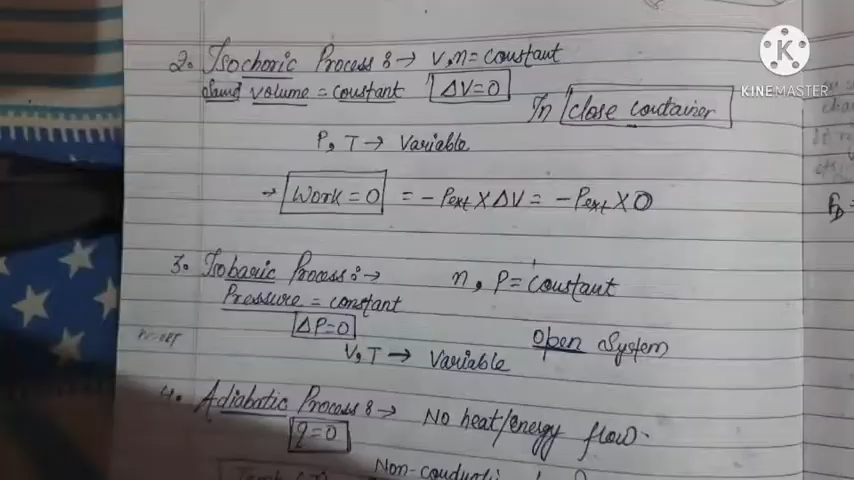 2. Isochoric Process :→ V,n = constant
volume = constant ΔV=0
In close container
P, T → Variable
→ Work = 0 = - Pext × ΔV = - Pext × 0
3. Isobaric Process :→ n, P = constant
Pressure = constant
ΔP=0
Open System
V,T → Variable
4. Adiabatic Process :→ No heat/energy flow.
q=0
Non-conducti
K
KINEMASTER